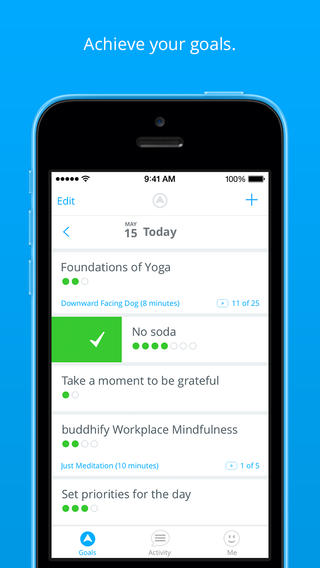 Achieve your goals.
9:41 AM 100%
Edit
MAY
15 Today
Foundations of Yoga
Downward Facing Dog (8 minutes) 11 of 25
No soda
Take a moment to be grateful
buddhify Workplace Mindfulness
Just Meditation (10 minutes) 1 of 5
Set priorities for the day
Goals Activity Me